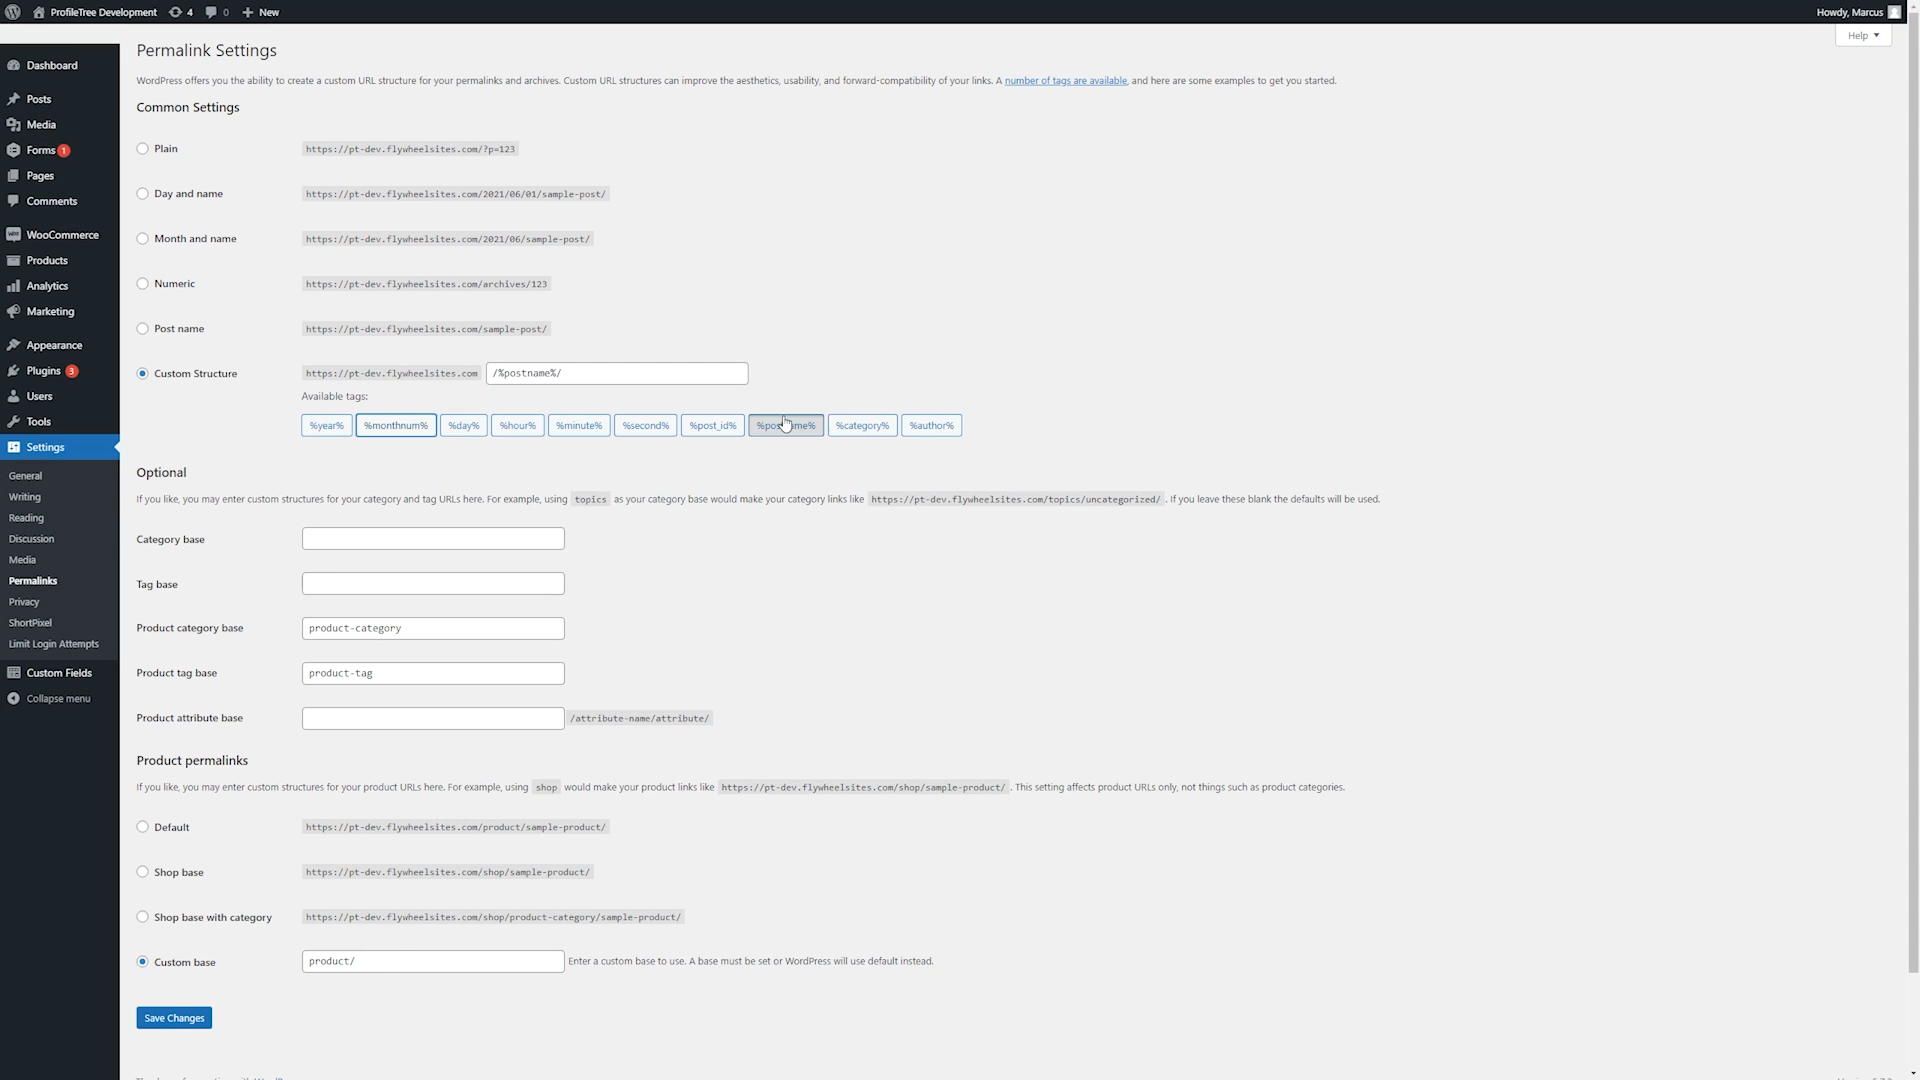 ProfileTree Development 4 0 New Howdy, Marcus
Help
Dashboard
Posts
Media
Forms 1
Pages
Comments
WooCommerce
Products
Analytics
Marketing
Appearance
Plugins 3
Users
Tools
Settings
General
Writing
Reading
Discussion
Media
Permalinks
Privacy
ShortPixel
Limit Login Attempts
Custom Fields
Collapse menu
Permalink Settings
WordPress offers you the ability to create a custom URL structure for your permalinks and archives. Custom URL structures can improve the aesthetics, usability, and forward-compatibility of your links. A number of tags are available, and here are some examples to get you started.
Common Settings
Plain https://pt-dev.flywheelsites.com/?p=123
Day and name https://pt-dev.flywheelsites.com/2021/06/01/sample-post/
Month and name https://pt-dev.flywheelsites.com/2021/06/sample-post/
Numeric https://pt-dev.flywheelsites.com/archives/123
Post name https://pt-dev.flywheelsites.com/sample-post/
Custom Structure https://pt-dev.flywheelsites.com /%postname%/
Available tags:
%year% %monthnum% %day% %hour% %minute% %second% %post_id% %category% %author%
Optional
If you like, you may enter custom structures for your category and tag URLs here. For example, using topics as your category base would make your category links like https://pt-dev.flywheelsites.com/topics/uncategorized/ . If you leave these blank the defaults will be used.
Category base
Tag base
Product category base product-category
Product tag base product-tag
Product attribute base /attribute-name/attribute/
Product permalinks
If you like, you may enter custom structures for your product URLs here. For example, using shop would make your product links like https://pt-dev.flywheelsites.com/shop/sample-product/ . This setting affects product URLs only, not things such as product categories.
Default https://pt-dev.flywheelsites.com/product/sample-product/
Shop base https://pt-dev.flywheelsites.com/shop/sample-product/
Shop base with category https://pt-dev.flywheelsites.com/shop/product-category/sample-product/
Custom base product/ Enter a custom base to use. A base must be set or WordPress will use default instead.
Save Changes